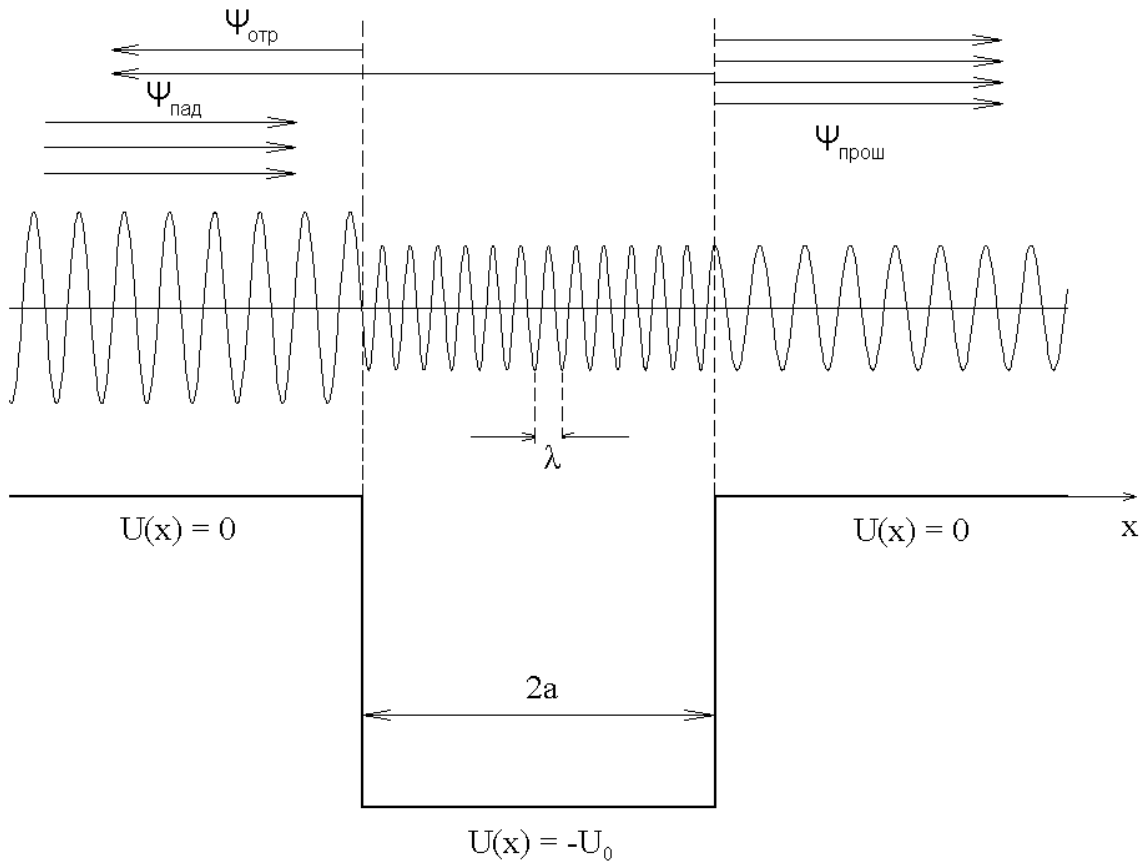 Ψотр
Ψпад
Ψпрош
λ
U(x) = 0
U(x) = 0
x
2a
U(x) = -U₀